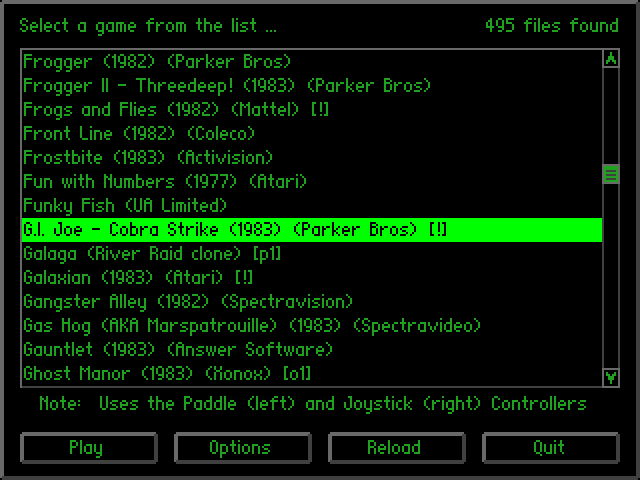 Select a game from the list ... 495 files found
Frogger (1982) (Parker Bros)
Frogger II - Threedeep! (1983) (Parker Bros)
Frogs and Flies (1982) (Mattel) [!]
Front Line (1982) (Coleco)
Frostbite (1983) (Activision)
Fun with Numbers (1977) (Atari)
Funky Fish (UA Limited)
G.I. Joe - Cobra Strike (1983) (Parker Bros) [!]
Galaga (River Raid clone) [p1]
Galaxian (1983) (Atari) [!]
Gangster Alley (1982) (Spectravision)
Gas Hog (AKA Marspatrouille) (1983) (Spectravideo)
Gauntlet (1983) (Answer Software)
Ghost Manor (1983) (Xonox) [o1]
Note: Uses the Paddle (left) and Joystick (right) Controllers
Play Options Reload Quit